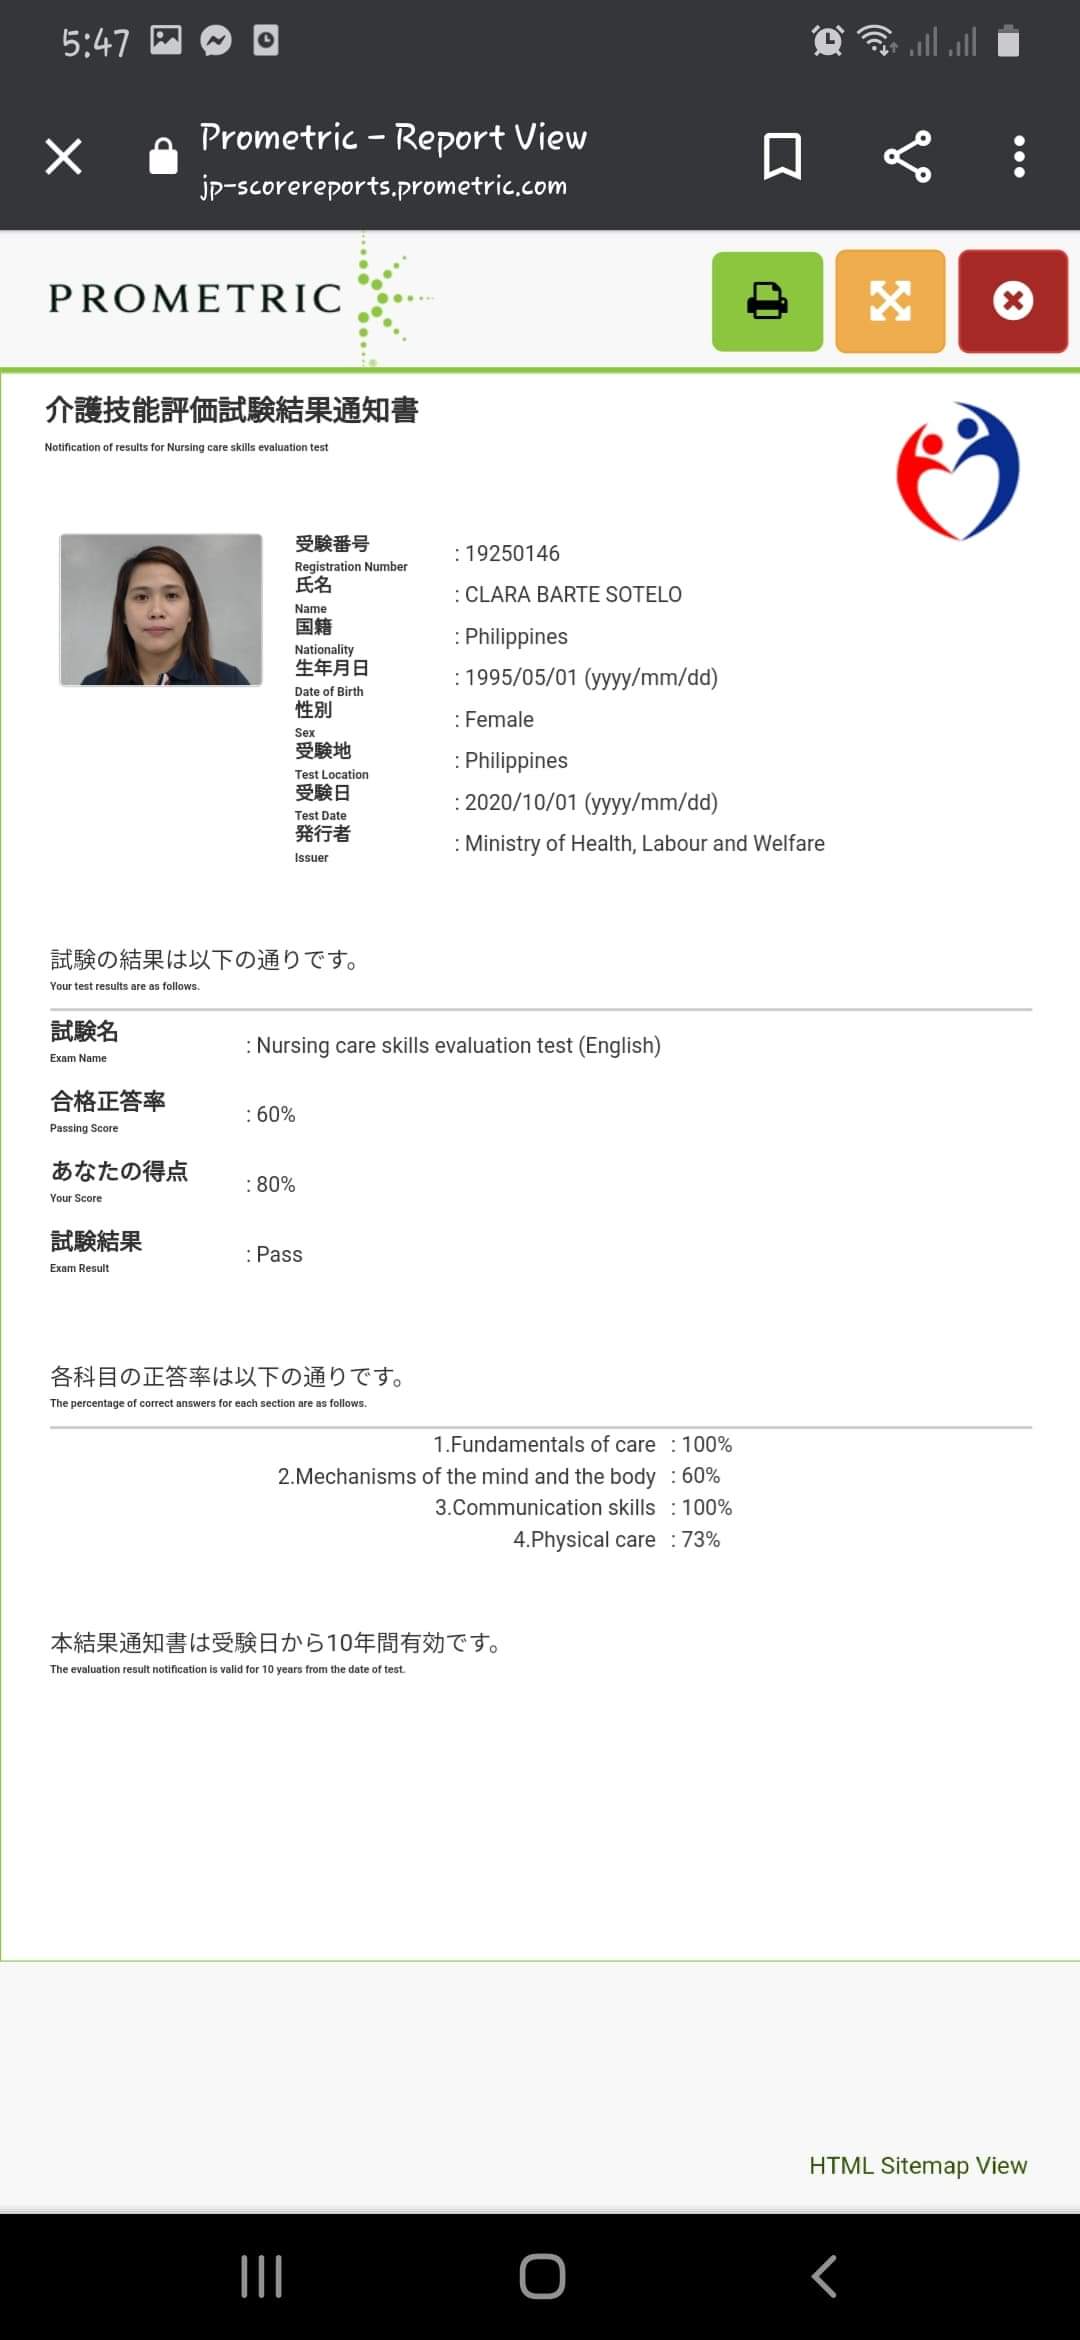 5:47
Prometric – Report View
jp-scorereports.prometric.com
PROMETRIC
介護技能評価試験結果通知書
Notification of results for Nursing care skills evaluation test
受験番号
Registration Number
: 19250146
氏名
Name
: CLARA BARTE SOTELO
国籍
Nationality
: Philippines
生年月日
Date of Birth
: 1995/05/01 (yyyy/mm/dd)
性別
Sex
: Female
受験地
Test Location
: Philippines
受験日
Test Date
: 2020/10/01 (yyyy/mm/dd)
発行者
Issuer
: Ministry of Health, Labour and Welfare
試験の結果は以下の通りです。
Your test results are as follows.
試験名
Exam Name
: Nursing care skills evaluation test (English)
合格正答率
Passing Score
: 60%
あなたの得点
Your Score
: 80%
試験結果
Exam Result
: Pass
各科目の正答率は以下の通りです。
The percentage of correct answers for each section are as follows.
1.Fundamentals of care : 100%
2.Mechanisms of the mind and the body : 60%
3.Communication skills : 100%
4.Physical care : 73%
本結果通知書は受験日から10年間有効です。
The evaluation result notification is valid for 10 years from the date of test.
HTML Sitemap View